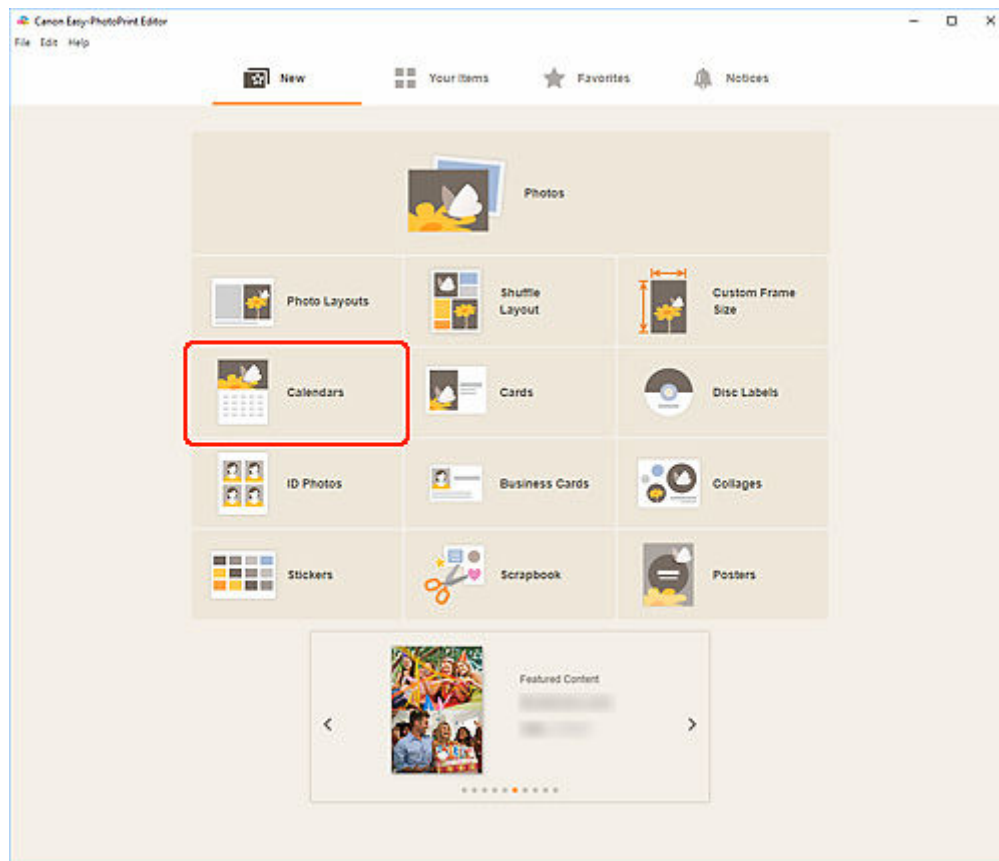 Canon Easy-PhotoPrint Editor
File Edit Help
New
Your Items
Favorites
Notices
Photos
Photo Layouts
Shuffle
Layout
Custom Frame
Size
Calendars
Cards
Disc Labels
ID Photos
Business Cards
Collages
Stickers
Scrapbook
Posters
Featured Content